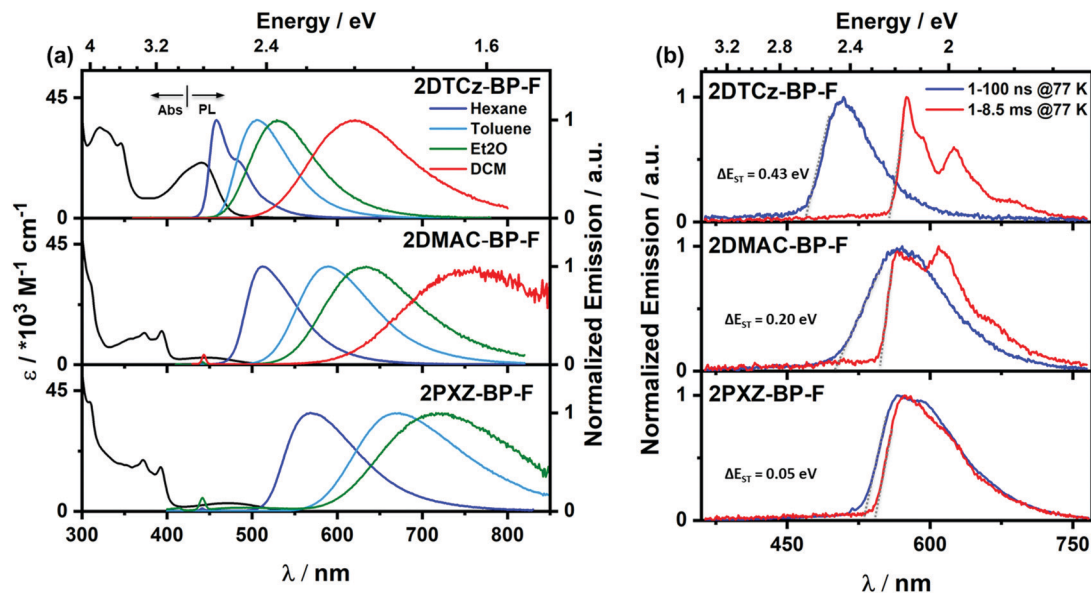 Energy / eV
4 3.2 2.4 1.6
(a)
2DTCz-BP-F
Abs PL
Hexane
Toluene
Et2O
DCM
45
0
1
0
2DMAC-BP-F
45
0
1
0
2PXZ-BP-F
45
0
1
0
ε / *10³ M⁻¹ cm⁻¹
Normalized Emission / a.u.
300 400 500 600 700 800
λ / nm
Energy / eV
3.2 2.8 2.4 2
(b)
2DTCz-BP-F
1-100 ns @77 K
1-8.5 ms @77 K
ΔE_ST = 0.43 eV
1
0
2DMAC-BP-F
ΔE_ST = 0.20 eV
1
0
2PXZ-BP-F
ΔE_ST = 0.05 eV
1
0
Normalized Emission / a.u.
450 600 750
λ / nm